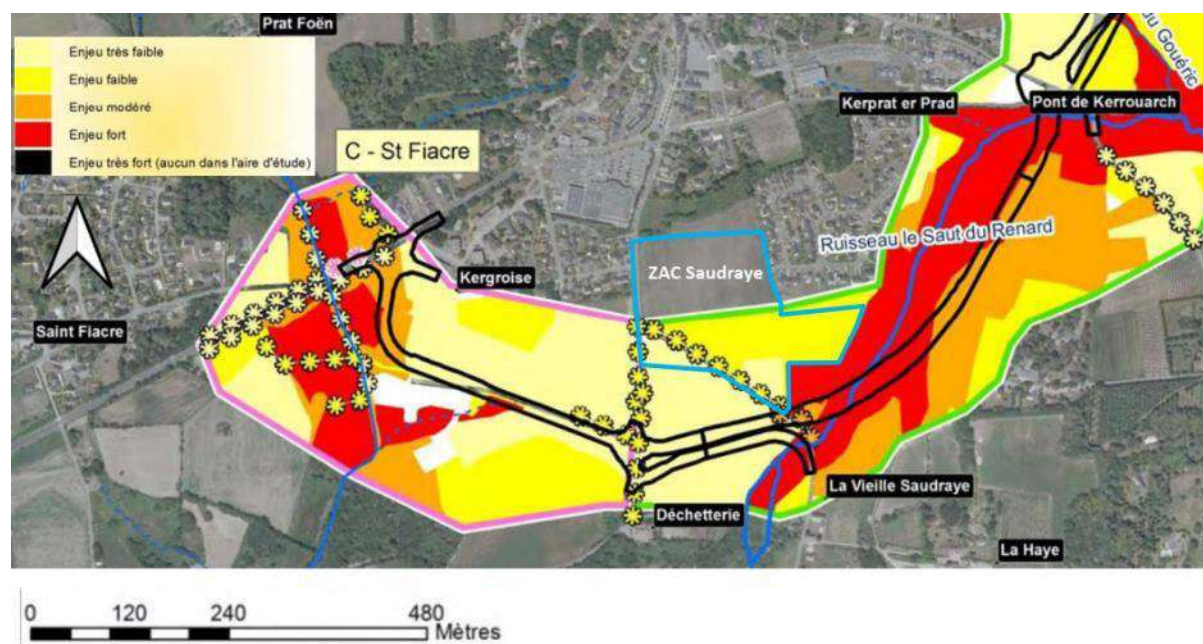 Prat Foën
Enjeu très faible
Enjeu faible
Enjeu modéré
Enjeu fort
Enjeu très fort (aucun dans l'aire d'étude)
C - St Fiacre
Kerprat er Prad
Pont de Kerrouarch
du Gouéric
Ruisseau le Saut du Renard
ZAC Saudraye
Kergroise
Saint Fiacre
La Vieille Saudraye
Déchetterie
La Haye
0 120 240 480
Mètres